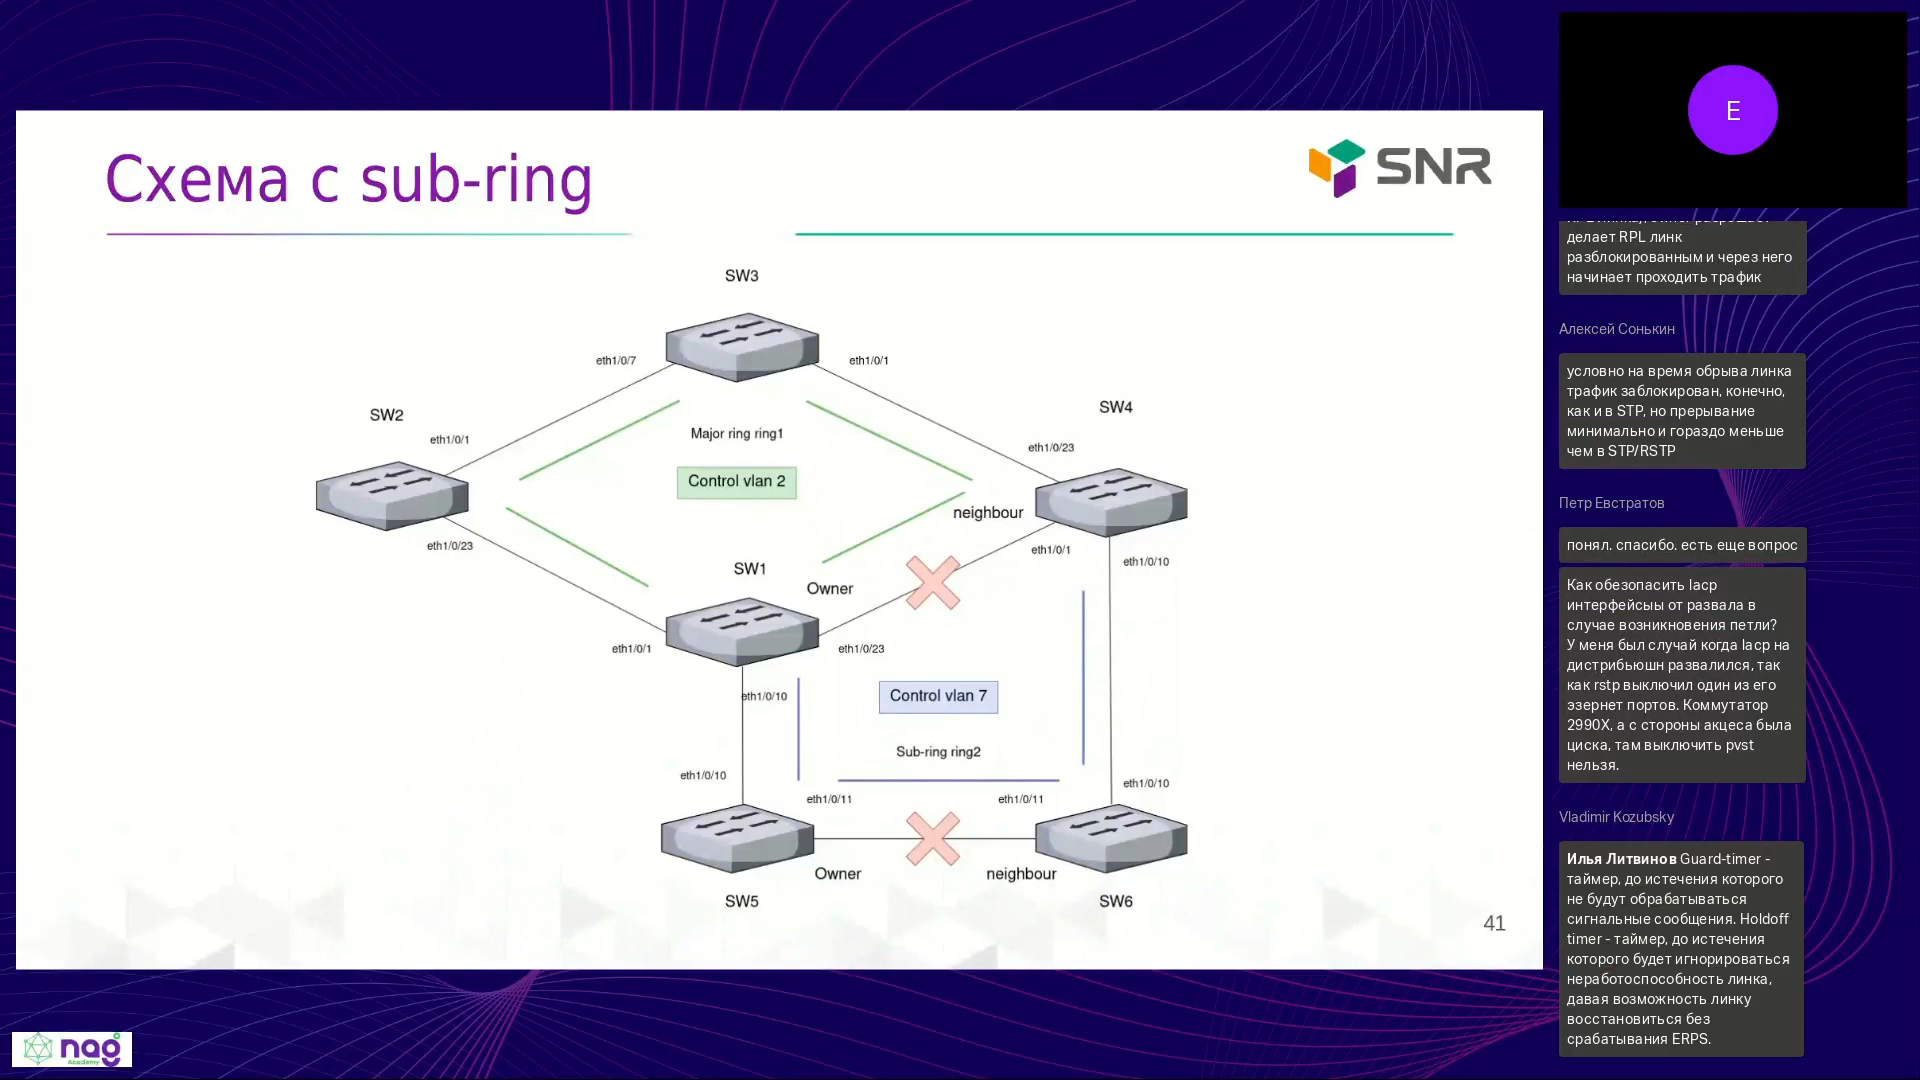 Схема с sub-ring
SNR
SW3
eth1/0/7
eth1/0/1
SW2
SW4
eth1/0/1
Major ring ring1
eth1/0/23
Control vlan 2
neighbour
eth1/0/23
eth1/0/1
eth1/0/10
SW1
Owner
eth1/0/1
eth1/0/23
eth1/0/10
Control vlan 7
Sub-ring ring2
eth1/0/10
eth1/0/11
eth1/0/11
eth1/0/10
Owner
neighbour
SW5
SW6
41
nag
Academy
E
делает RPL линк
разблокированным и через него
начинает проходить трафик
Алексей Сонькин
условно на время обрыва линка
трафик заблокирован, конечно,
как и в STP, но прерывание
минимально и гораздо меньше
чем в STP/RSTP
Петр Евстратов
понял. спасибо. есть еще вопрос
Как обезопасить lacp
интерфейсыы от развала в
случае возникновения петли?
У меня был случай когда lacp на
дистрибьюшн развалился, так
как rstp выключил один из его
эзернет портов. Коммутатор
2990X, а с стороны акцеса была
циска, там выключить pvst
нельзя.
Vladimir Kozubsky
Илья Литвинов Guard-timer -
таймер, до истечения которого
не будут обрабатываться
сигнальные сообщения. Holdoff
timer - таймер, до истечения
которого будет игнорироваться
неработоспособность линка,
давая возможность линку
восстановиться без
срабатывания ERPS.